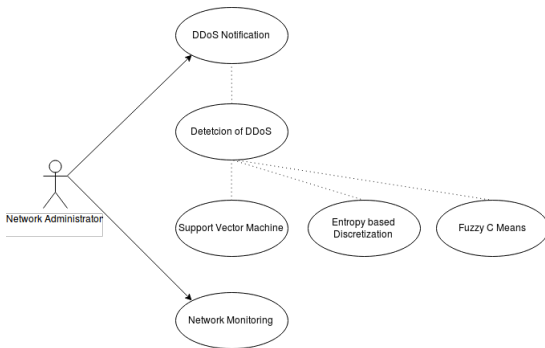 DDoS Notification
Detetcion of DDoS
Network Administrator
Support Vector Machine
Entropy based
Discretization
Fuzzy C Means
Network Monitoring